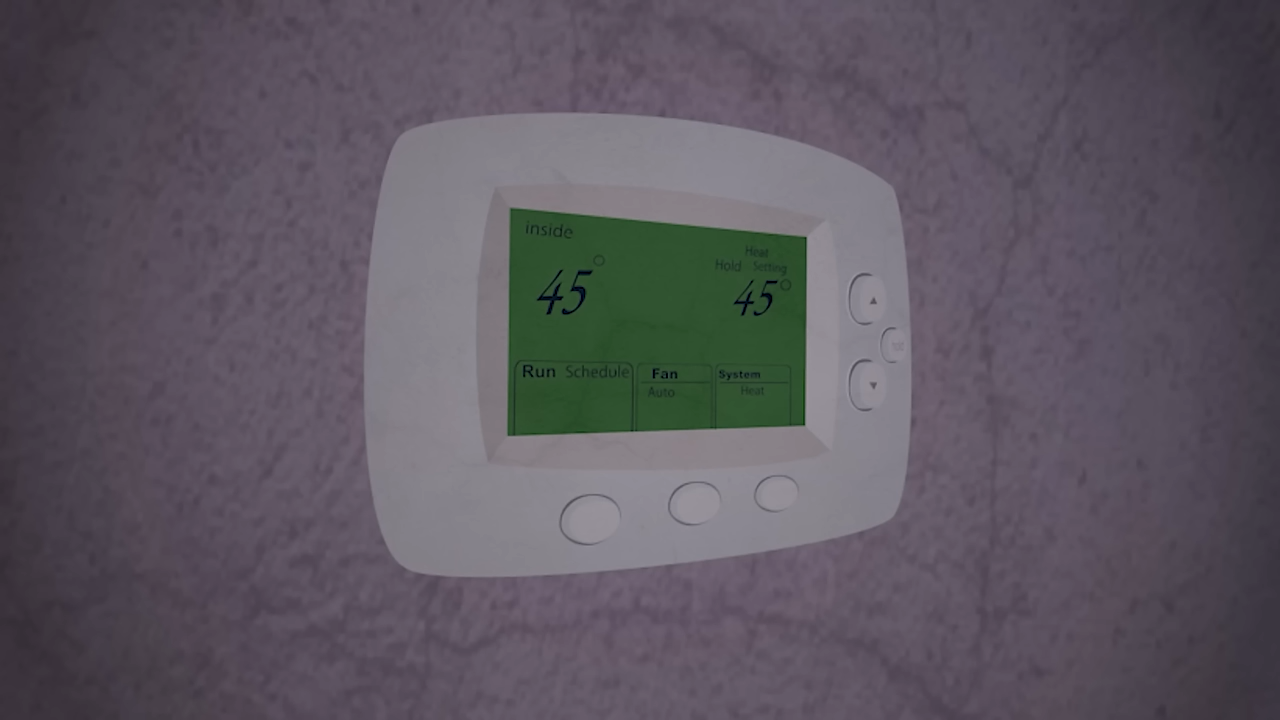 inside
Heat
Hold Setting
45° 45°
Run Schedule Fan System
Auto Heat